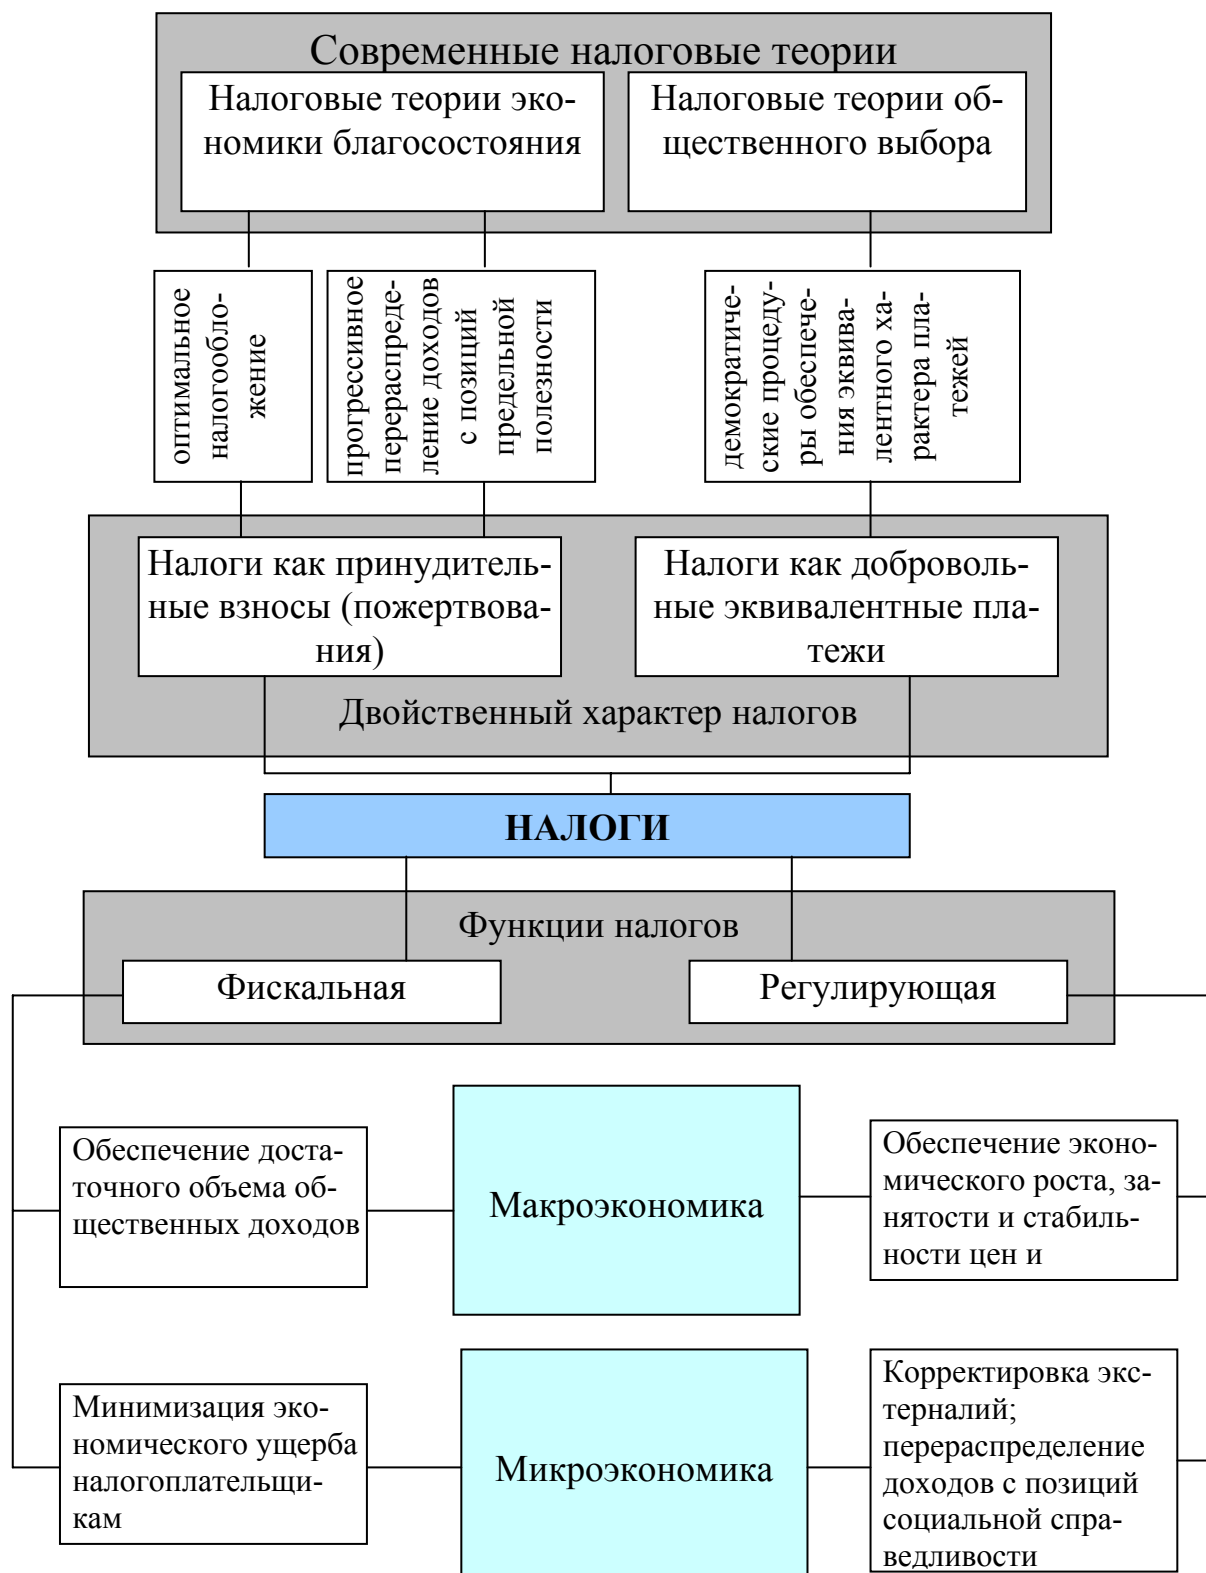 Современные налоговые теории
Налоговые теории эко-
номики благосостояния
Налоговые теории об-
щественного выбора
оптимальное
налогообло-
жение
прогрессивное
перераспреде-
ление доходов
с позиций
предельной
полезности
демократиче-
ские процеду-
ры обеспече-
ния эквива-
лентного ха-
рактера пла-
тежей
Налоги как принудитель-
ные взносы (пожертвова-
ния)
Налоги как доброволь-
ные эквивалентные пла-
тежи
Двойственный характер налогов
НАЛОГИ
Функции налогов
Фискальная
Регулирующая
Обеспечение доста-
точного объема об-
щественных доходов
Макроэкономика
Обеспечение эконо-
мического роста, за-
нятости и стабиль-
ности цен и
Минимизация эко-
номического ущерба
налогоплательщи-
кам
Микроэкономика
Корректировка экс-
терналий;
перераспределение
доходов с позиций
социальной спра-
ведливости